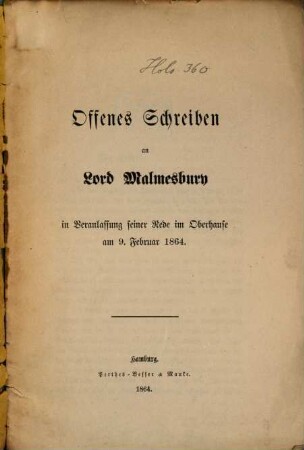 Hols 360
Offenes Schreiben
an
Lord Malmesbury
in Veranlassung seiner Rede im Oberhause
am 9. Februar 1864.
Hamburg.
Perthes-Besser & Mauke.
1864.